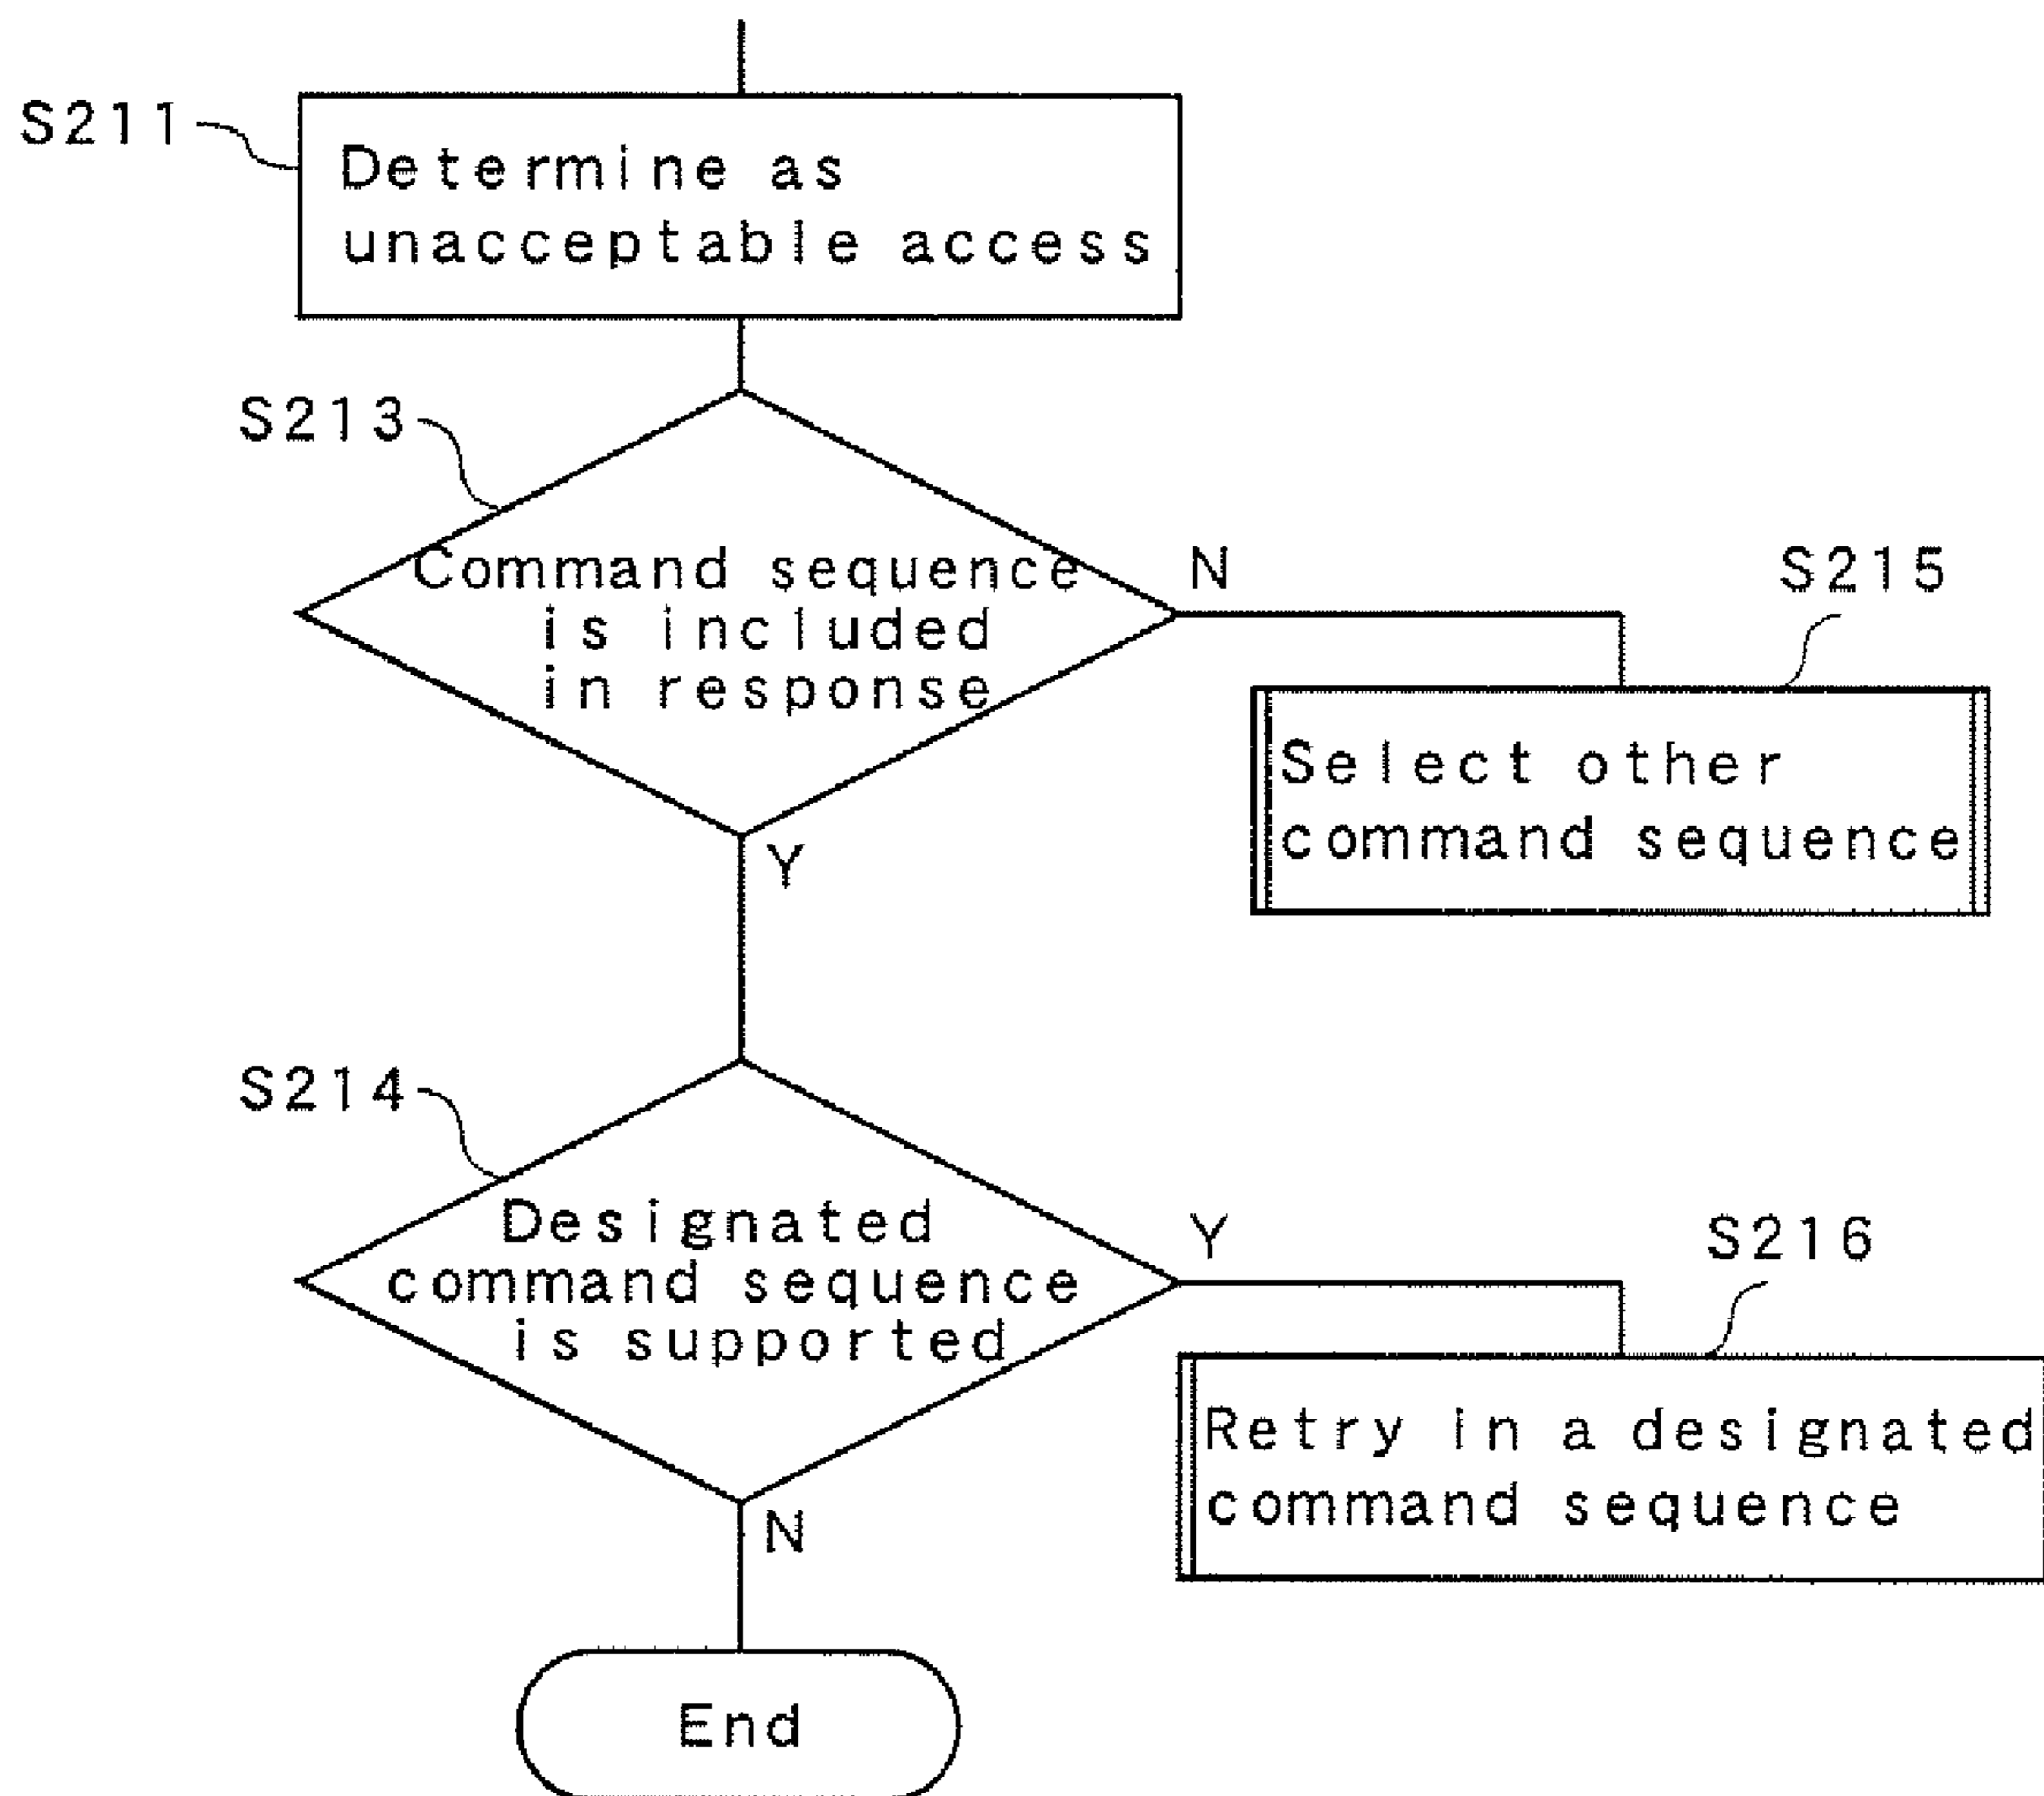 S211
Determine as
unacceptable access
S213
Command sequence
is included
in response
N
S215
Select other
command sequence
Y
S214
Designated
command sequence
is supported
Y
S216
Retry in a designated
command sequence
N
End